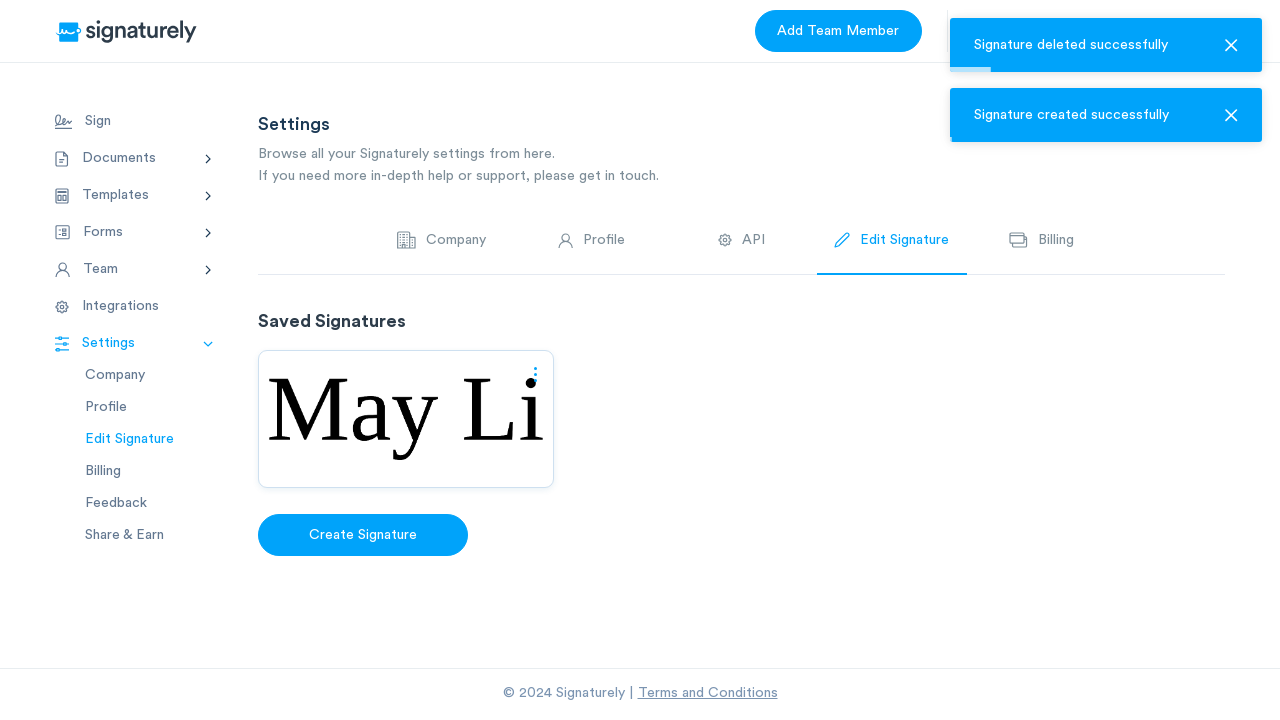 signaturely
Add Team Member
Signature deleted successfully
Signature created successfully
Sign
Documents
Templates
Forms
Team
Integrations
Settings
Company
Profile
Edit Signature
Billing
Feedback
Share & Earn
Settings
Browse all your Signaturely settings from here.
If you need more in-depth help or support, please get in touch.
Company
Profile
API
Edit Signature
Billing
Saved Signatures
May Li
Create Signature
© 2024 Signaturely | Terms and Conditions